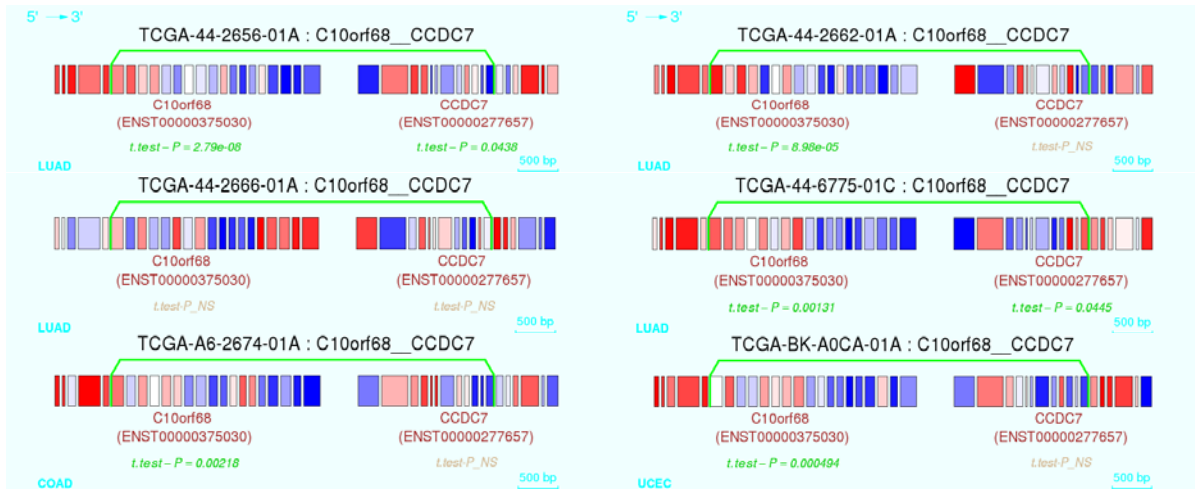 5' → 3'
5' → 3'
TCGA-44-2656-01A : C10orf68__CCDC7
C10orf68
(ENST00000375030)
CCDC7
(ENST00000277657)
t.test-P = 2.79e-08
t.test-P = 0.0438
LUAD
500 bp
TCGA-44-2662-01A : C10orf68__CCDC7
C10orf68
(ENST00000375030)
CCDC7
(ENST00000277657)
t.test-P = 8.98e-05
t.test-P_NS
LUAD
500 bp
TCGA-44-2666-01A : C10orf68__CCDC7
C10orf68
(ENST00000375030)
CCDC7
(ENST00000277657)
t.test-P_NS
t.test-P_NS
LUAD
500 bp
TCGA-44-6775-01C : C10orf68__CCDC7
C10orf68
(ENST00000375030)
CCDC7
(ENST00000277657)
t.test-P = 0.00131
t.test-P = 0.0445
LUAD
500 bp
TCGA-A6-2674-01A : C10orf68__CCDC7
C10orf68
(ENST00000375030)
CCDC7
(ENST00000277657)
t.test-P = 0.00218
t.test-P_NS
COAD
500 bp
TCGA-BK-A0CA-01A : C10orf68__CCDC7
C10orf68
(ENST00000375030)
CCDC7
(ENST00000277657)
t.test-P = 0.000494
t.test-P_NS
UCEC
500 bp